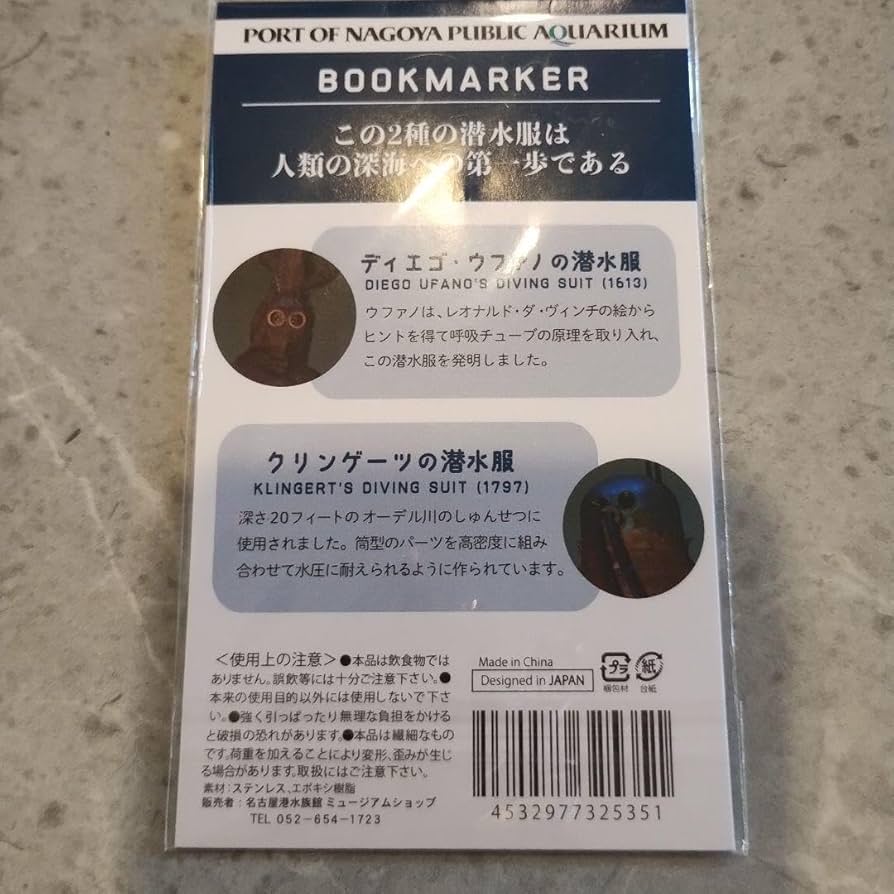 PORT OF NAGOYA PUBLIC AQUARIUM
BOOKMARKER
この2種の潜水服は
人類の深海への第一歩である
ディエゴ・ウファノの潜水服
DIEGO UFANO'S DIVING SUIT (1613)
ウファノは、レオナルド・ダ・ヴィンチの絵から
ヒントを得て呼吸チューブの原理を取り入れ、
この潜水服を発明しました。
クリンゲーツの潜水服
KLINGERT'S DIVING SUIT (1797)
深さ20フィートのオーデル川のしゅんせつに
使用されました。筒型のパーツを高密度に組み
合わせて水圧に耐えられるように作られています。
＜使用上の注意＞●本品は飲食物では
ありません。誤飲等には十分ご注意下さい。●
本来の使用目的以外には使用しないで下さ
い。●強く引っぱったり無理な負担をかける
と破損の恐れがあります。●本品は繊細なもの
です。荷重を加えることにより変形、歪みが生じ
る場合があります。取扱にはご注意下さい。
素材:ステンレス、エポキシ樹脂
販売者:名古屋港水族館 ミュージアムショップ
TEL 052-654-1723
Made in China
Designed in JAPAN
プラ
梱包材
紙
台紙
4532977325351